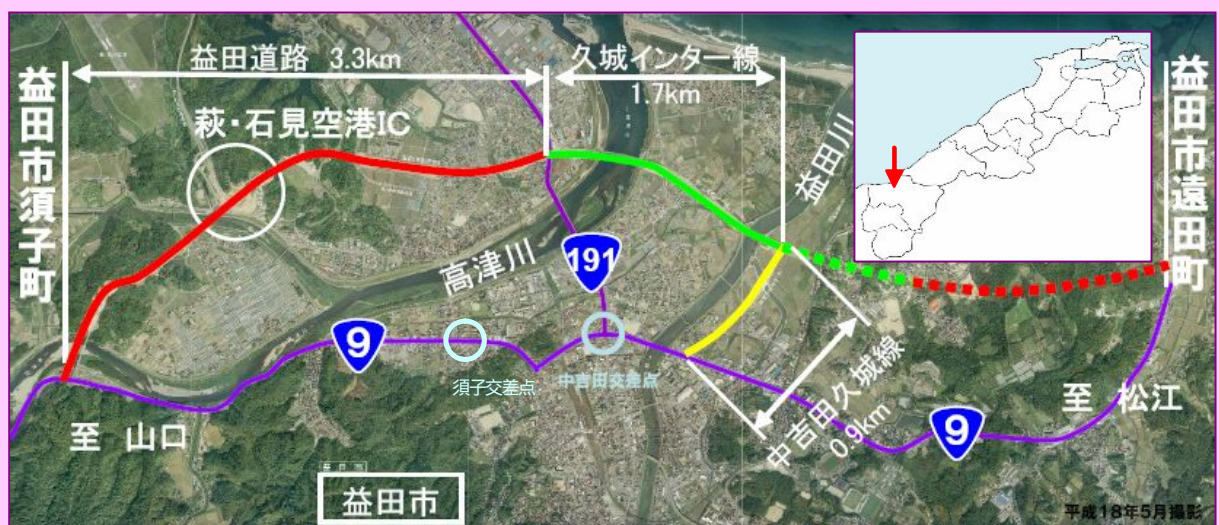 益田道路 3.3km
久城インター線
1.7km
益田市須子町
萩・石見空港IC
益田川
益田市遠田町
高津川
191
9
須子交差点
中吉田交差点
中吉田久城線
0.9km
至 山口
至 松江
9
益田市
平成18年5月撮影